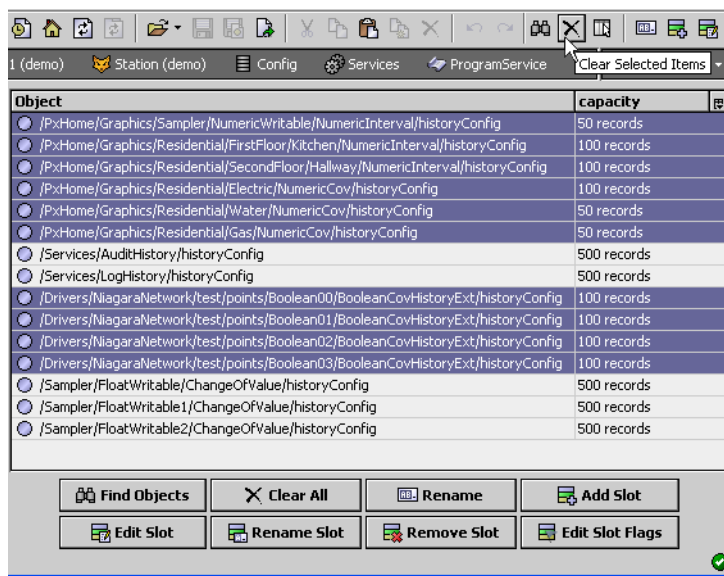 1 (demo) Station (demo) Config Services ProgramService Clear Selected Items
Object capacity
/PxHome/Graphics/Sampler/NumericWritable/NumericInterval/historyConfig 50 records
/PxHome/Graphics/Residential/FirstFloor/Kitchen/NumericInterval/historyConfig 100 records
/PxHome/Graphics/Residential/SecondFloor/Hallway/NumericInterval/historyConfig 100 records
/PxHome/Graphics/Residential/Electric/NumericCov/historyConfig 100 records
/PxHome/Graphics/Residential/Water/NumericCov/historyConfig 50 records
/PxHome/Graphics/Residential/Gas/NumericCov/historyConfig 50 records
/Services/AuditHistory/historyConfig 500 records
/Services/LogHistory/historyConfig 500 records
/Drivers/NiagaraNetwork/test/points/Boolean00/BooleanCovHistoryExt/historyConfig 100 records
/Drivers/NiagaraNetwork/test/points/Boolean01/BooleanCovHistoryExt/historyConfig 100 records
/Drivers/NiagaraNetwork/test/points/Boolean02/BooleanCovHistoryExt/historyConfig 100 records
/Drivers/NiagaraNetwork/test/points/Boolean03/BooleanCovHistoryExt/historyConfig 100 records
/Sampler/FloatWritable/ChangeOfValue/historyConfig 500 records
/Sampler/FloatWritable1/ChangeOfValue/historyConfig 500 records
/Sampler/FloatWritable2/ChangeOfValue/historyConfig 500 records
Find Objects Clear All Rename Add Slot
Edit Slot Rename Slot Remove Slot Edit Slot Flags